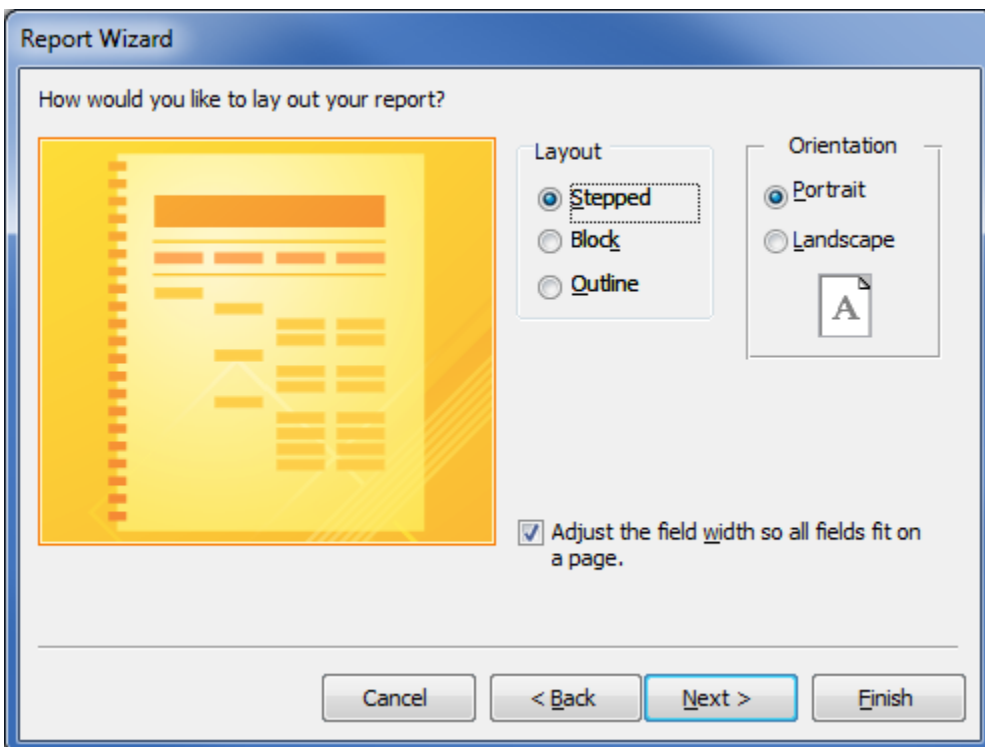 Report Wizard
How would you like to lay out your report?
Layout
Stepped
Block
Outline
Orientation
Portrait
Landscape
A
Adjust the field width so all fields fit on
a page.
Cancel
< Back
Next >
Finish